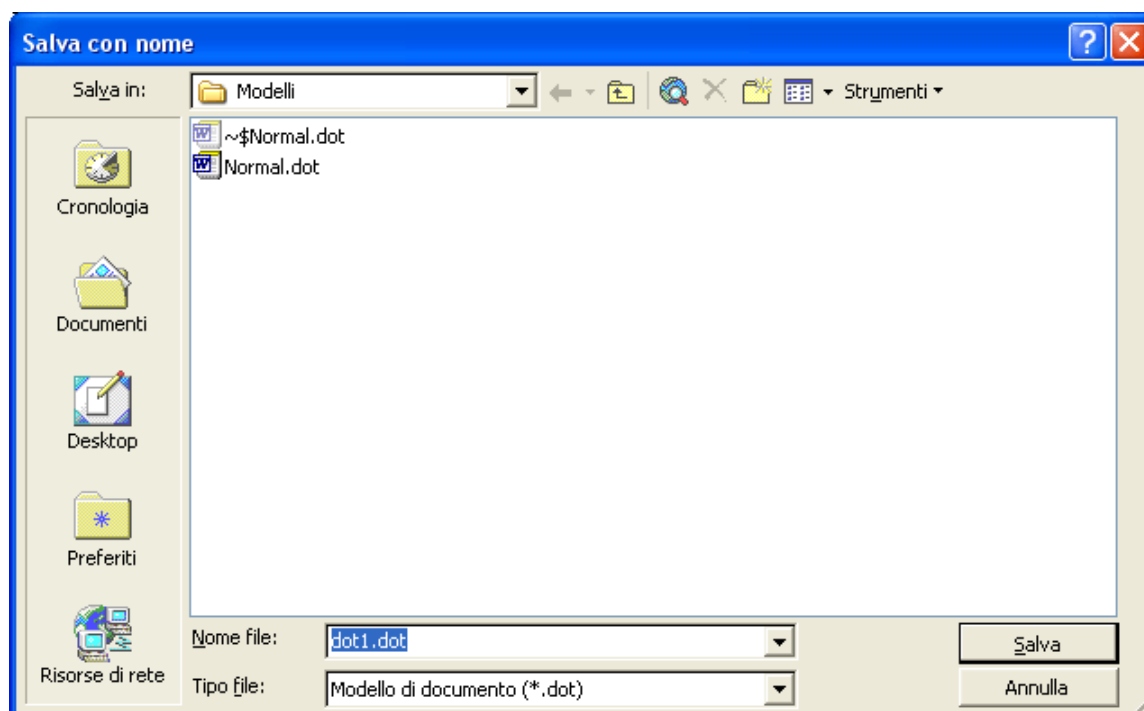 Salva con nome
Salva in: Modelli Strumenti
~$Normal.dot
Normal.dot
Cronologia
Documenti
Desktop
Preferiti
Risorse di rete
Nome file: dot1.dot Salva
Tipo file: Modello di documento (*.dot) Annulla